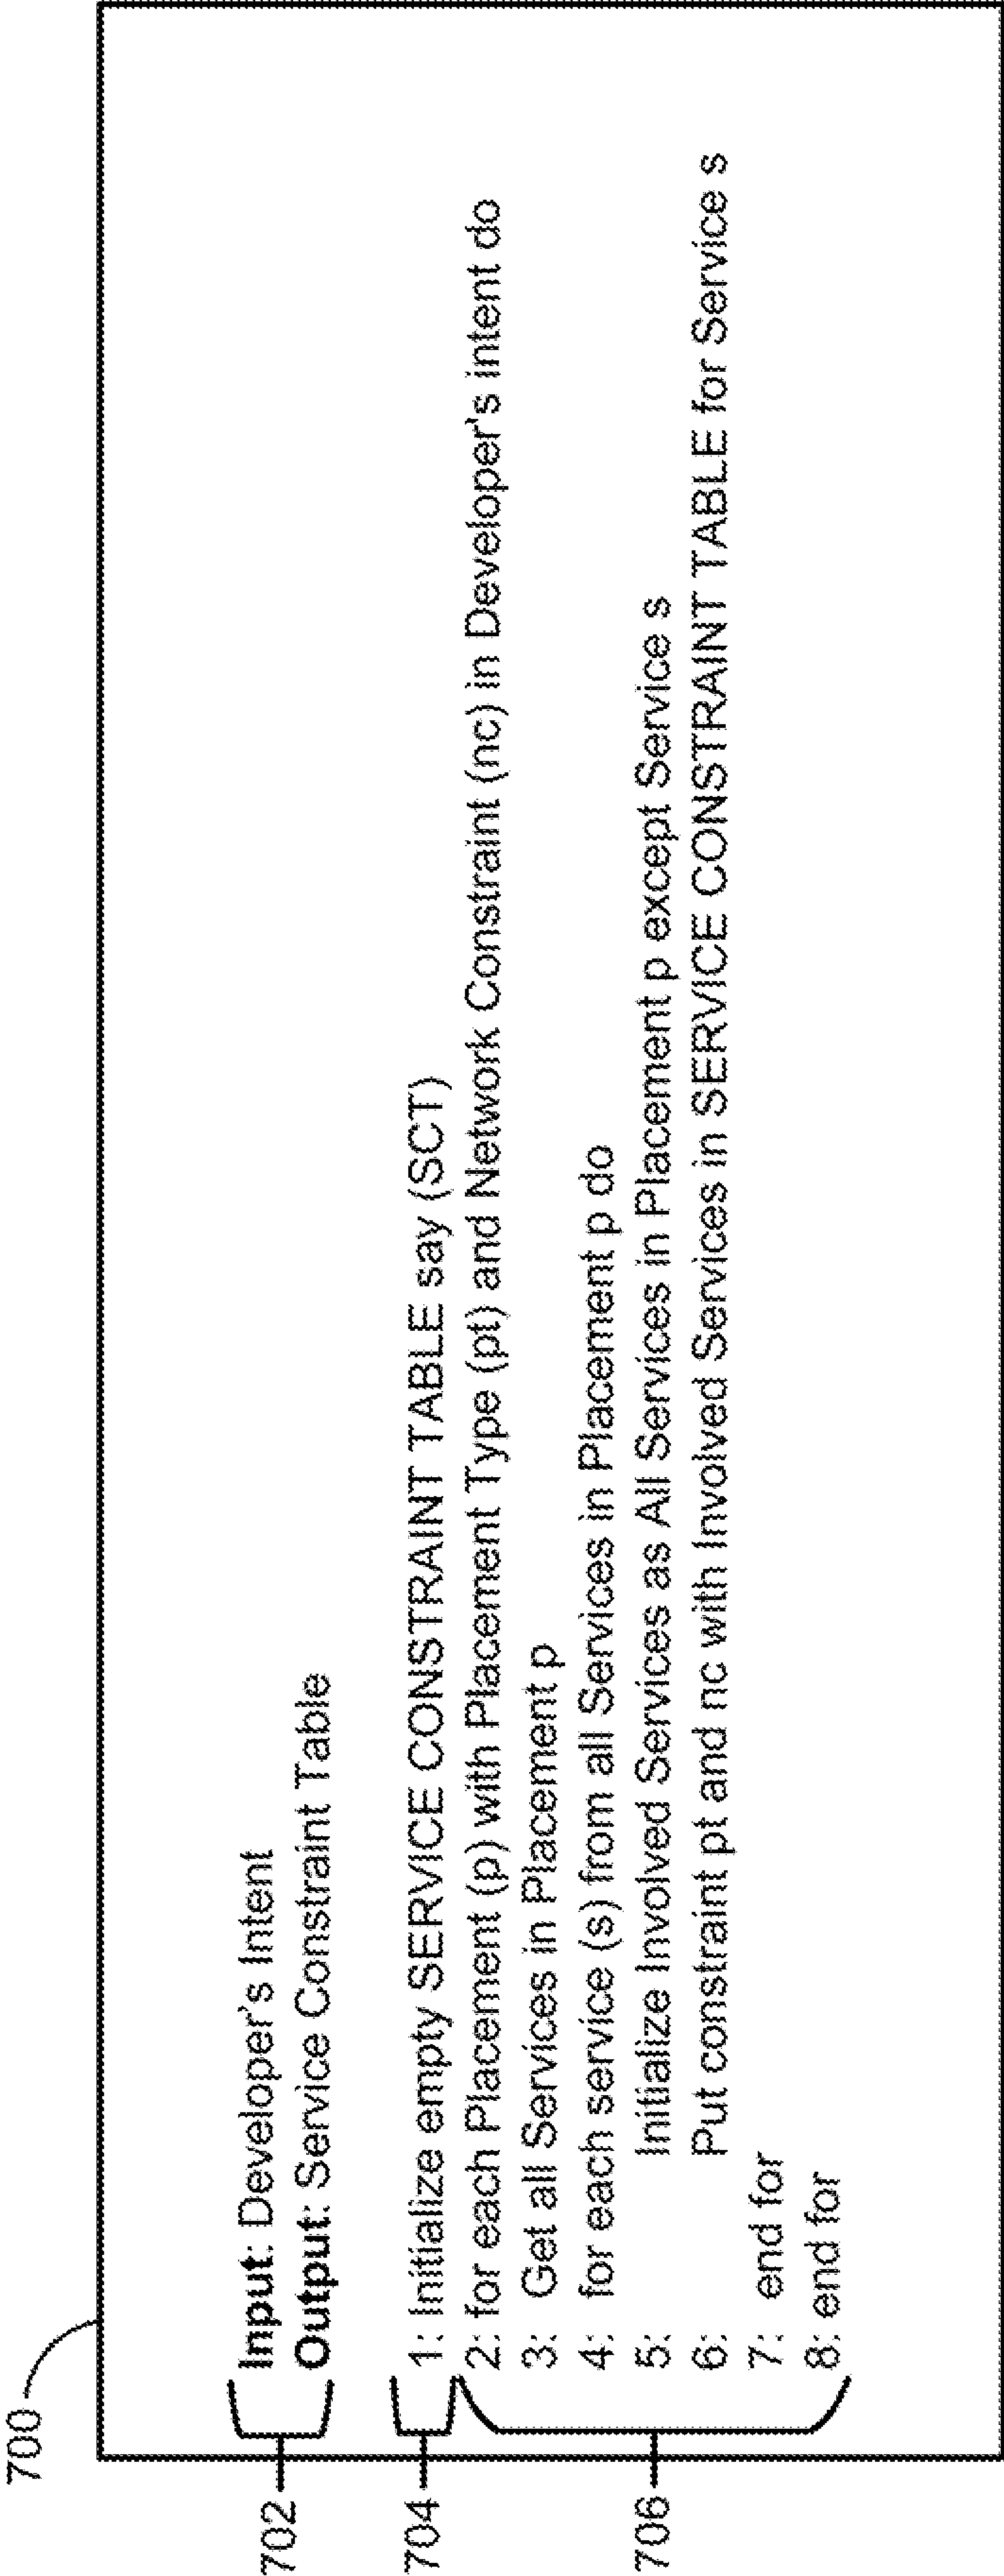 700
702
Input: Developer's Intent
Output: Service Constraint Table
704
1: Initialize empty SERVICE CONSTRAINT TABLE say (SCT)
706
2: for each Placement (p) with Placement Type (pt) and Network Constraint (nc) in Developer's intent do
3: Get all Services in Placement p
4: for each service (s) from all Services in Placement p do
5: Initialize Involved Services as All Services in Placement p except Service s
6: Put constraint pt and nc with Involved Services in SERVICE CONSTRAINT TABLE for Service s
7: end for
8: end for